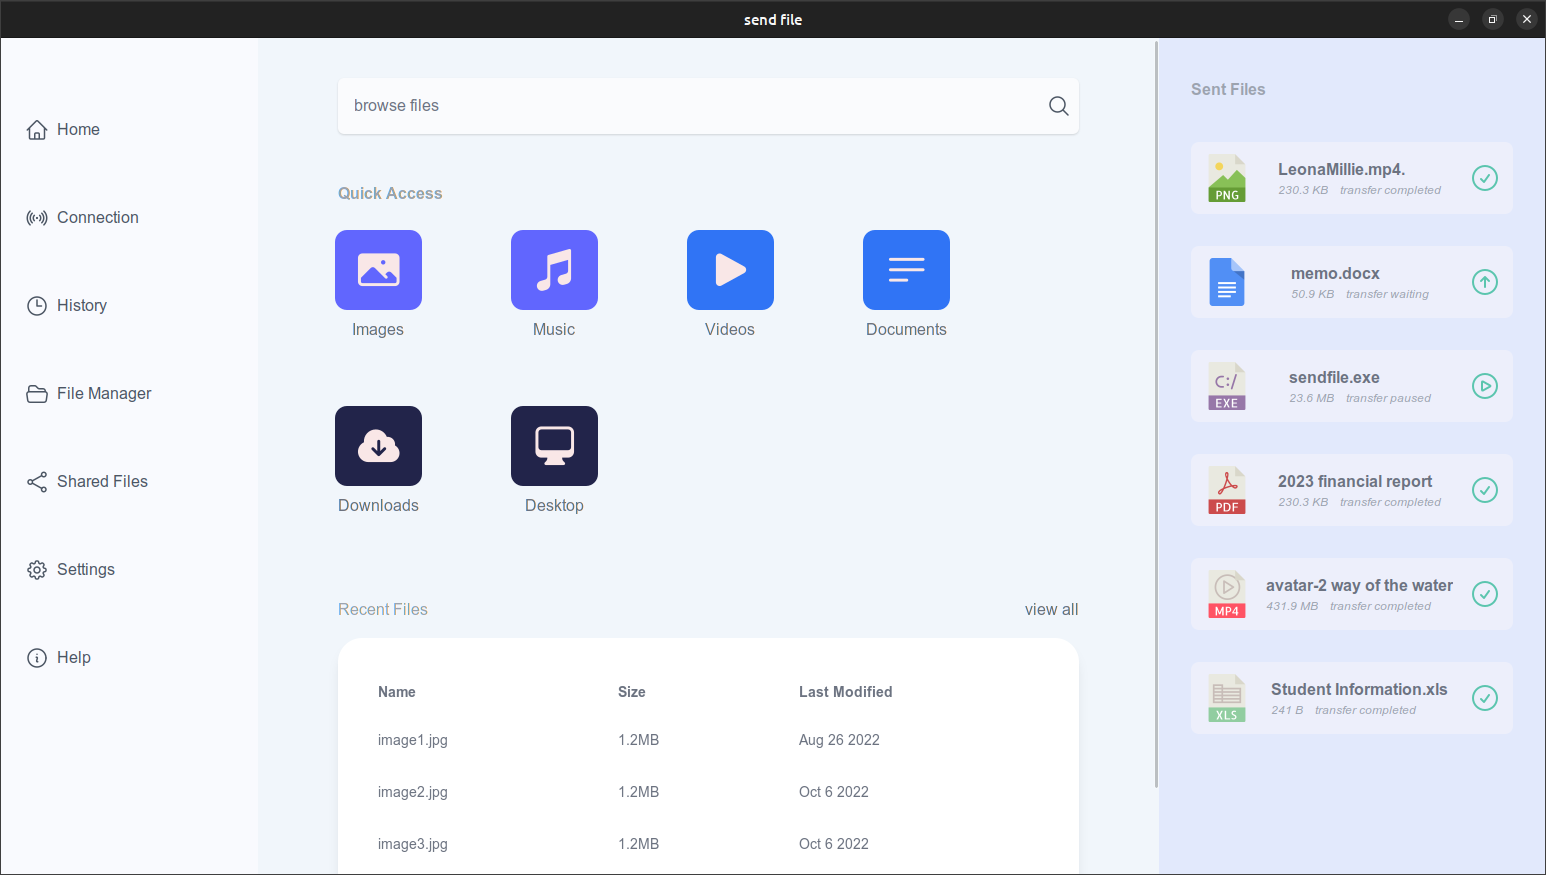 send file
Home
Connection
History
File Manager
Shared Files
Settings
Help
browse files
Quick Access
Images
Music
Videos
Documents
Downloads
Desktop
Recent Files
view all
Name Size Last Modified
image1.jpg 1.2MB Aug 26 2022
image2.jpg 1.2MB Oct 6 2022
image3.jpg 1.2MB Oct 6 2022
Sent Files
PNG
LeonaMillie.mp4.
230.3 KB transfer completed
memo.docx
50.9 KB transfer waiting
C:/
EXE
sendfile.exe
23.6 MB transfer paused
PDF
2023 financial report
230.3 KB transfer completed
MP4
avatar-2 way of the water
431.9 MB transfer completed
XLS
Student Information.xls
241 B transfer completed